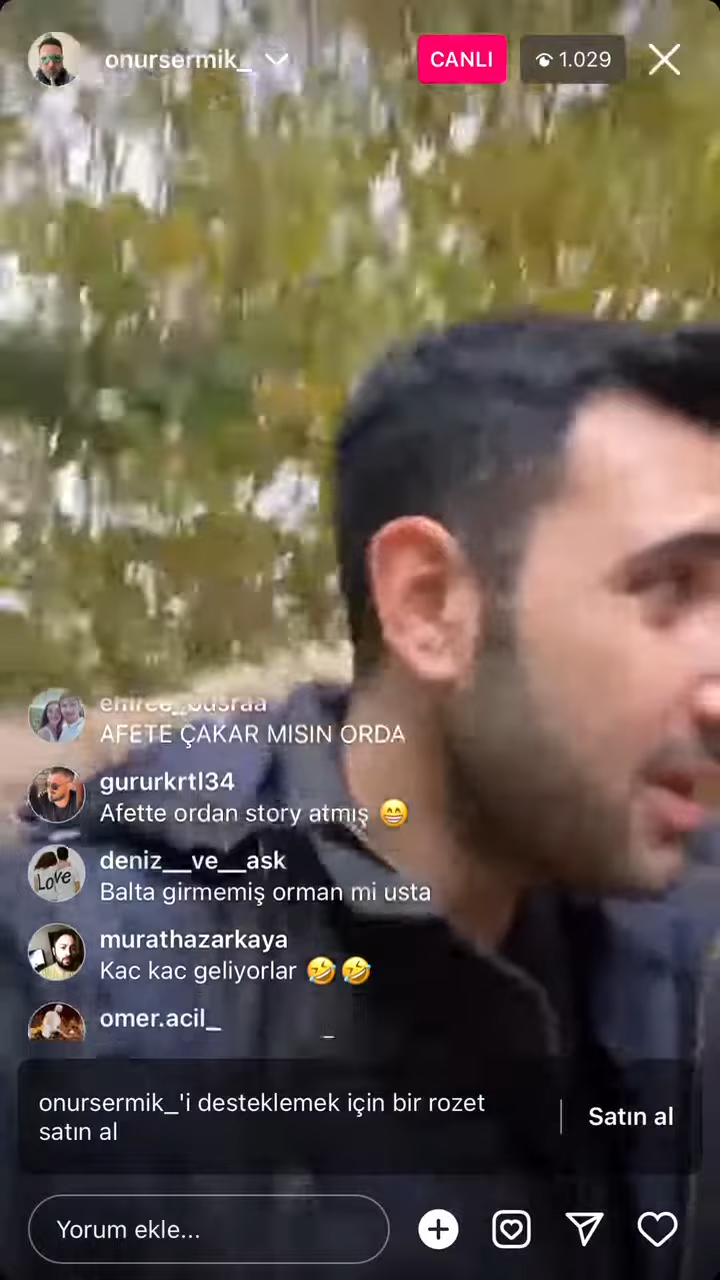 onursermik_
CANLI
1.029
AFETE ÇAKAR MISIN ORDA
gururkrtl34
Afette ordan story atmış 😁
LOVE
deniz__ve__ask
Balta girmemiş orman mi usta
murathazarkaya
Kac kac geliyorlar 🤣🤣
omer.acil_
onursermik_'i desteklemek için bir rozet
satın al
Satın al
Yorum ekle...